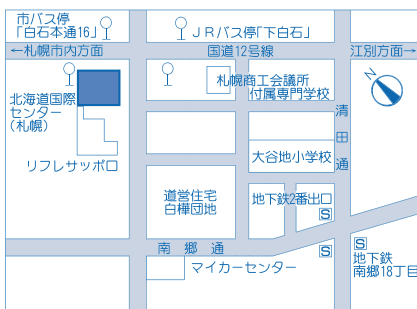 市バス停
「白石本通16」
JRバス停「下白石」
←札幌市内方面
国道12号線
江別方面→
札幌商工会議所
付属専門学校
N
北海道国際
センター
(札幌)
清田通
リフレサッポロ
大谷地小学校
道営住宅
白樺団地
地下鉄2番出口
S
南郷通
S
S
マイカーセンター
地下鉄
南郷18丁目